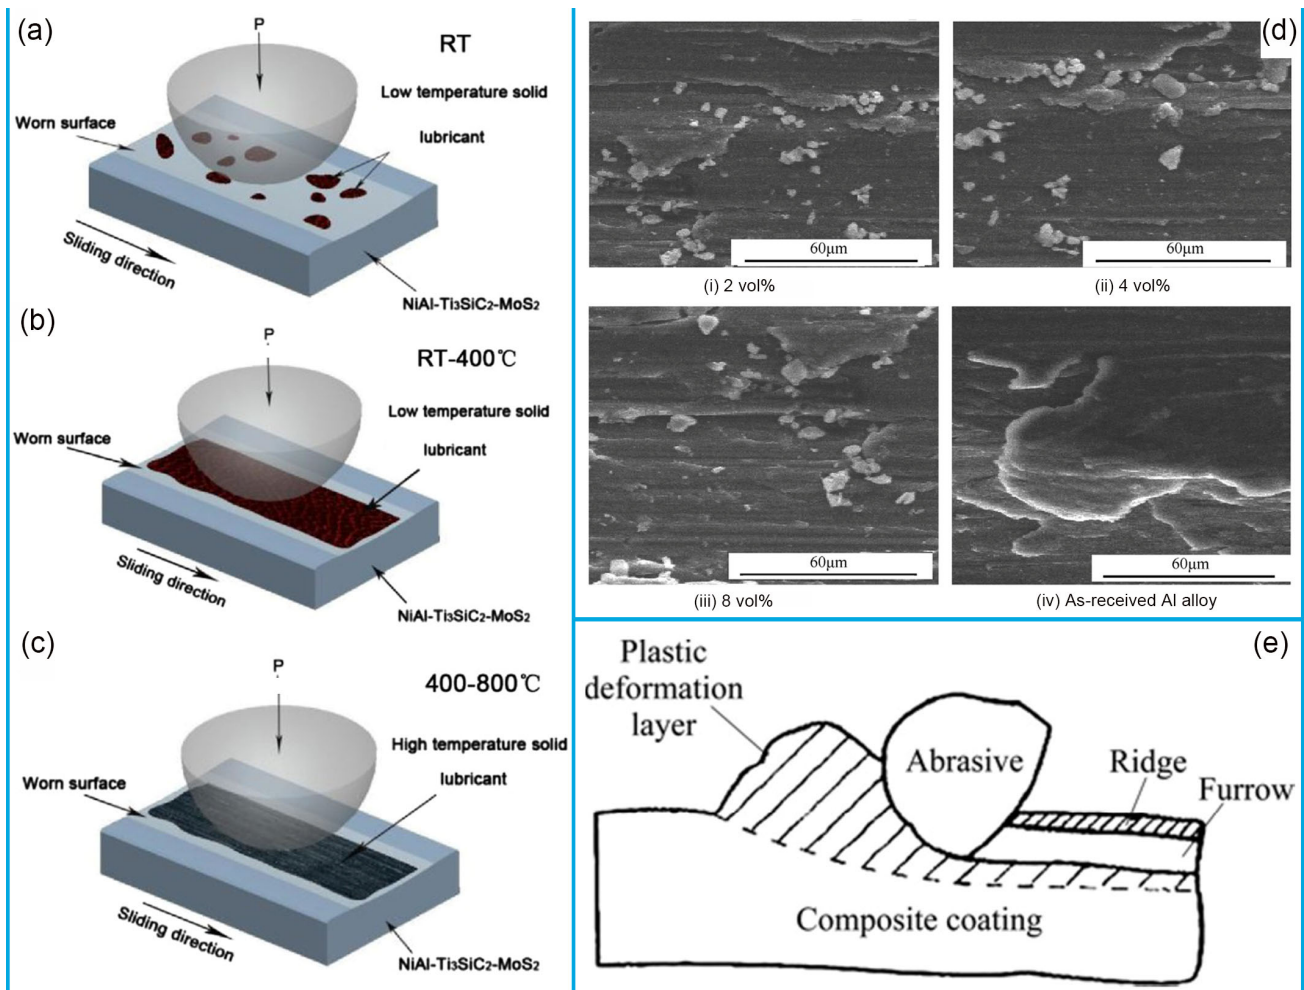 (a)
P
RT
Low temperature solid
lubricant
Worn surface
Sliding direction
NiAl-Ti3SiC2-MoS2
(b)
P
RT-400℃
Low temperature solid
lubricant
Worn surface
Sliding direction
NiAl-Ti3SiC2-MoS2
(c)
P
400-800℃
High temperature solid
lubricant
Worn surface
Sliding direction
NiAl-Ti3SiC2-MoS2
(d)
60μm
60μm
(i) 2 vol%
(ii) 4 vol%
60μm
60μm
(iii) 8 vol%
(iv) As-received Al alloy
(e)
Plastic
deformation
layer
Abrasive
Ridge
Furrow
Composite coating